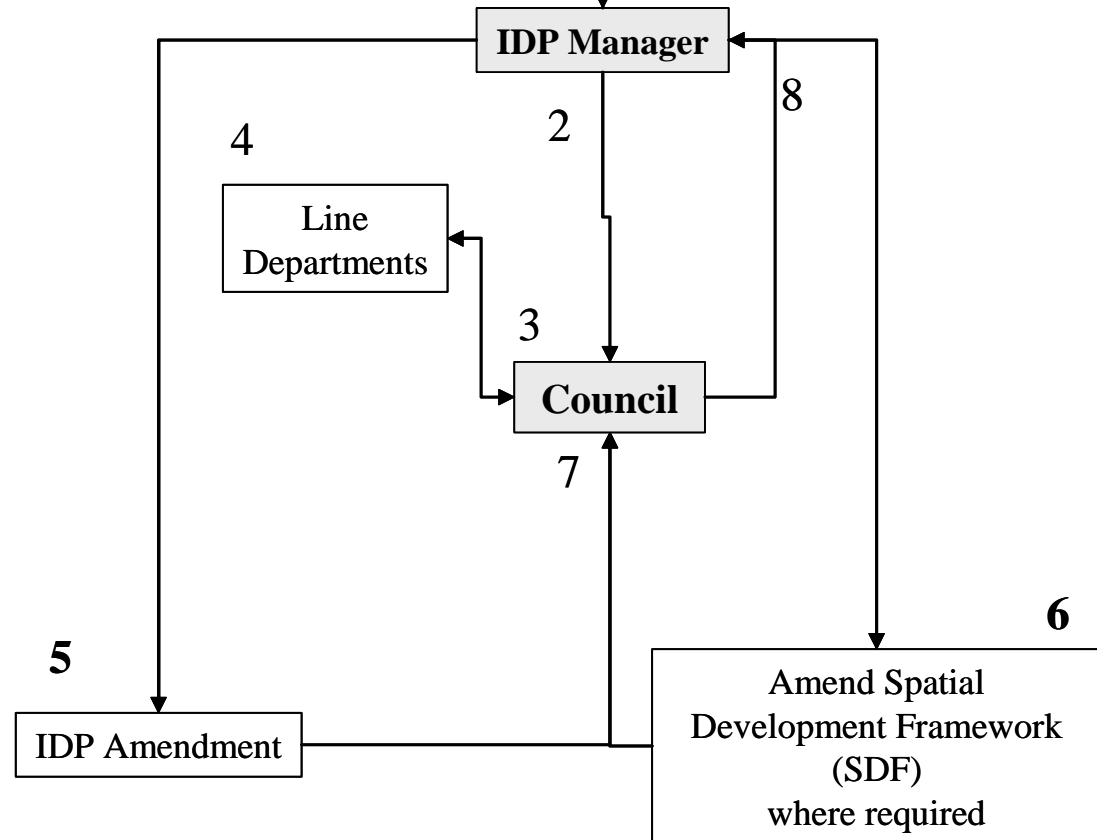 IDP Manager
8
2
4
Line
Departments
3
Council
7
6
5
Amend Spatial
Development Framework
(SDF)
where required
IDP Amendment